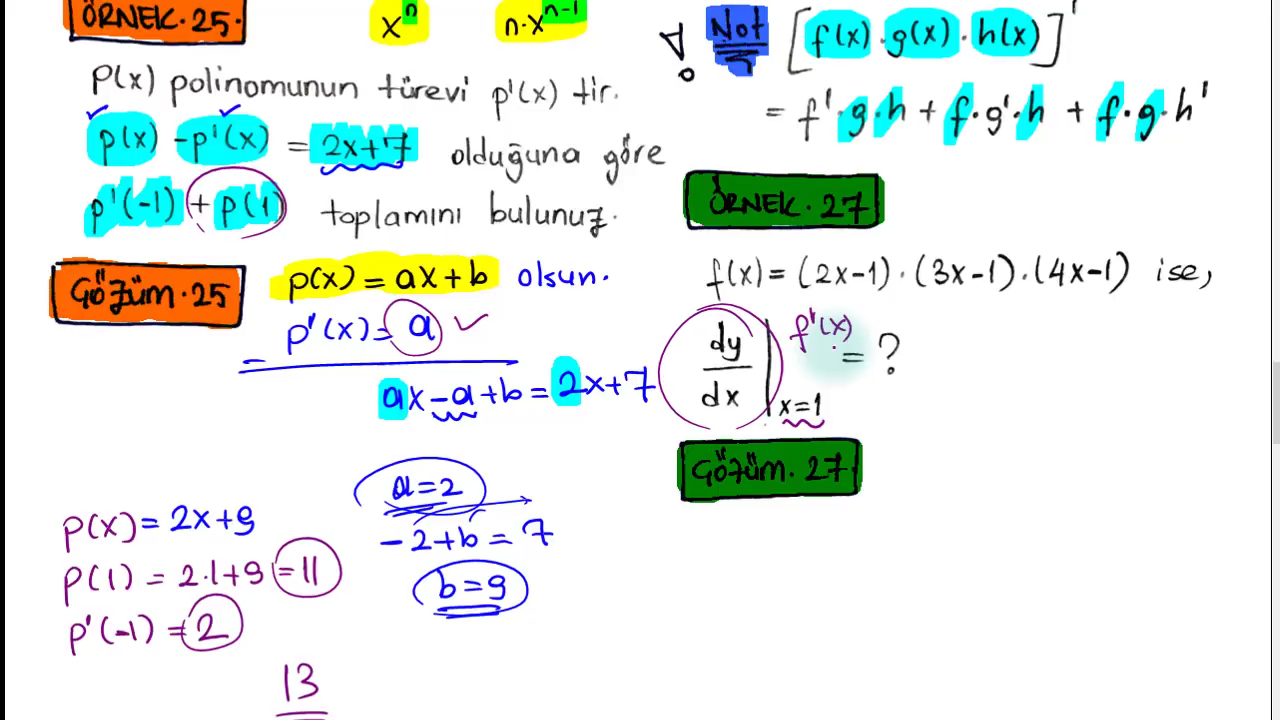 ÖRNEK.25
xⁿ n·xⁿ⁻¹
P(x) polinomunun türevi p'(x) tir.
p(x) -p'(x) = 2x+7 olduğuna göre
p'(-1) + p(1) toplamını bulunuz.
Çözüm.25
p(x) = ax+b olsun.
p'(x) = a
ax-a+b = 2x+7
a=2
-2+b = 7
b=9
p(x) = 2x+9
p(1) = 2.1+9 = 11
p'(-1) = 2
13
Not [f(x)·g(x)·h(x)]'
= f'·g·h + f·g'·h + f·g·h'
ÖRNEK.27
f(x) = (2x-1)·(3x-1)·(4x-1) ise,
dy/dx |x=1 f'(x) = ?
Çözüm.27